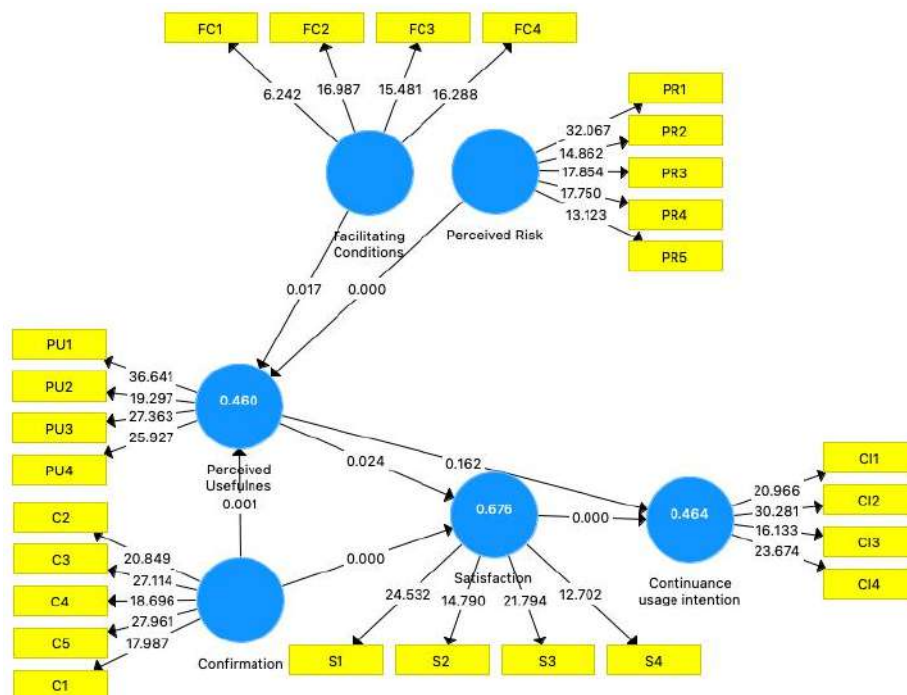 FC1 FC2 FC3 FC4
6.242 16.987 15.481 16.288
PR1
PR2
PR3
PR4
PR5
32.067
14.862
17.854
17.750
13.123
Facilitating
Conditions
Perceived Risk
0.017 0.000
PU1
PU2
PU3
PU4
36.641
19.297
27.363
25.927
0.460
Perceived
Usefulnes
0.024
0.162
0.001
0.676
Satisfaction
0.000
0.464
Continuance
usage intention
CI1
CI2
CI3
CI4
20.966
30.281
16.133
23.674
C2
C3
C4
C5
C1
20.849
27.114
18.696
27.961
17.987
Confirmation
0.000
24.532 14.790 21.794 12.702
S1 S2 S3 S4